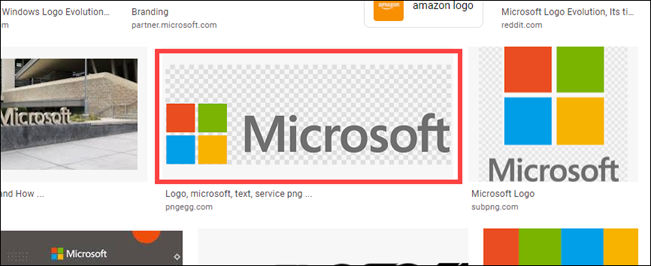 Windows Logo Evolution...
partner.microsoft.com
Branding
amazon
amazon logo
Microsoft Logo Evolution, Its ti...
reddit.com
Microsoft
Microsoft
Microsoft
and How ...
Logo, microsoft, text, service png ...
pngegg.com
Microsoft Logo
subpng.com
Microsoft